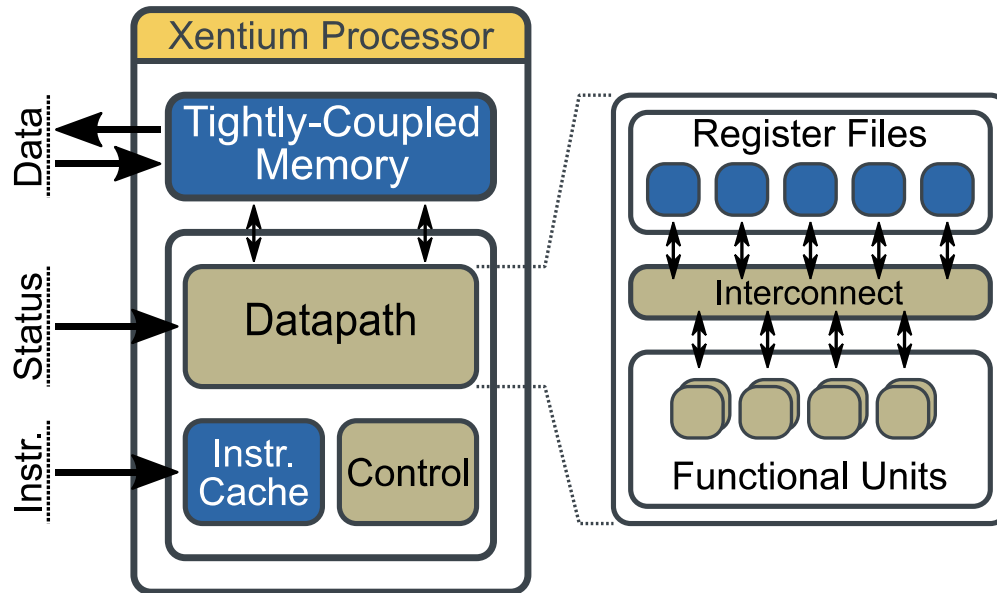 Xentium Processor
Data
Tightly-Coupled
Memory
Status
Datapath
Instr.
Instr.
Cache
Control
Register Files
Interconnect
Functional Units